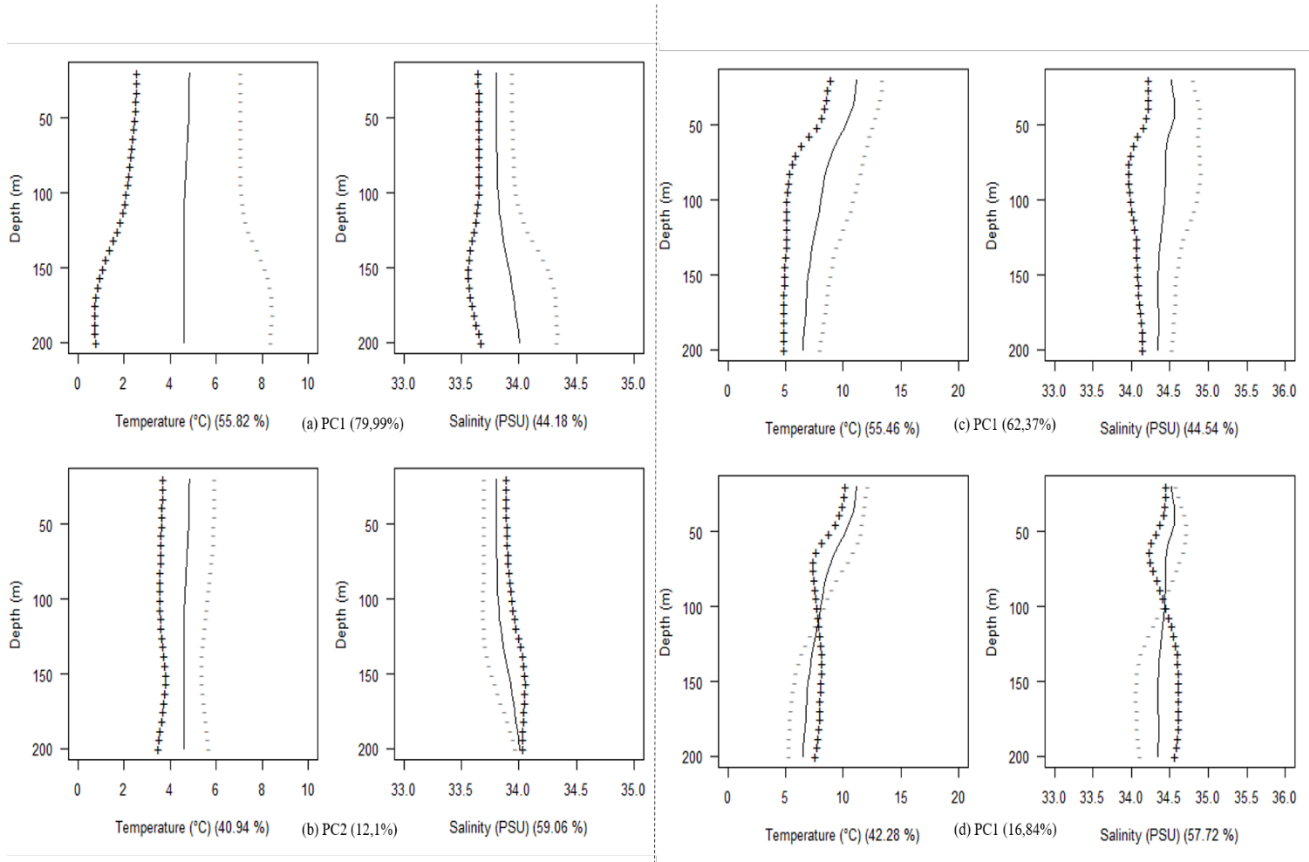 50
100
150
200
Depth (m)
0 2 4 6 8 10
Temperature (°C) (55.82 %)
50
100
150
200
Depth (m)
33.0 33.5 34.0 34.5 35.0
Salinity (PSU) (44.18 %)
(a) PC1 (79,99%)
50
100
150
200
Depth (m)
0 5 10 15 20
Temperature (°C) (55.46 %)
50
100
150
200
Depth (m)
33.0 33.5 34.0 34.5 35.0 35.5 36.0
Salinity (PSU) (44.54 %)
(c) PC1 (62,37%)
50
100
150
200
Depth (m)
0 2 4 6 8 10
Temperature (°C) (40.94 %)
50
100
150
200
Depth (m)
33.0 33.5 34.0 34.5 35.0
Salinity (PSU) (59.06 %)
(b) PC2 (12,1%)
50
100
150
200
Depth (m)
0 5 10 15 20
Temperature (°C) (42.28 %)
50
100
150
200
Depth (m)
33.0 33.5 34.0 34.5 35.0 35.5 36.0
Salinity (PSU) (57.72 %)
(d) PC1 (16,84%)